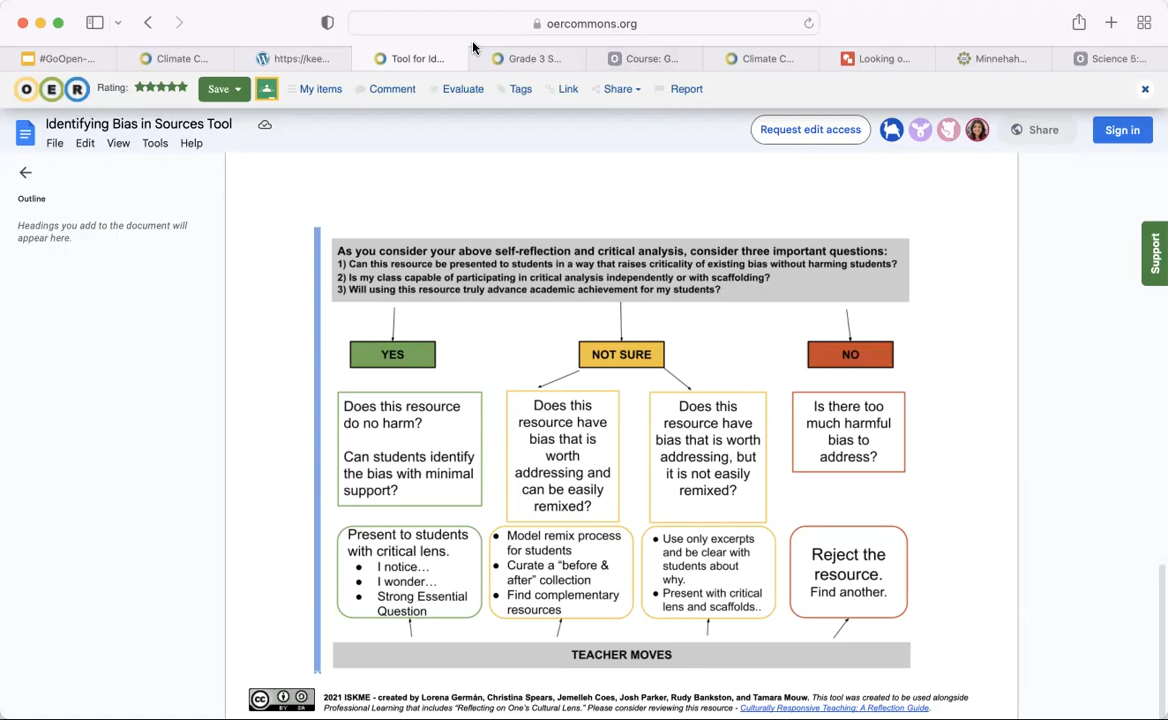 oercommons.org
#GoOpen-...
Climate C...
https://kee...
Tool for Id...
Grade 3 S...
Course: G...
Climate C...
Looking o...
Minnehah...
Science 5:...
O E R
Rating:
Save
My items
Comment
Evaluate
Tags
Link
Share
Report
Identifying Bias in Sources Tool
File Edit View Tools Help
Request edit access
Share
Sign in
Outline
Headings you add to the document will
appear here.
Support
As you consider your above self-reflection and critical analysis, consider three important questions:
1) Can this resource be presented to students in a way that raises criticality of existing bias without harming students?
2) Is my class capable of participating in critical analysis independently or with scaffolding?
3) Will using this resource truly advance academic achievement for my students?
YES
NOT SURE
NO
Does this resource
do no harm?
Can students identify
the bias with minimal
support?
Does this
resource have
bias that is
worth
addressing and
can be easily
remixed?
Does this
resource have
bias that is worth
addressing, but
it is not easily
remixed?
Is there too
much harmful
bias to
address?
Present to students
with critical lens.
● I notice…
● I wonder…
● Strong Essential
Question
● Model remix process
for students
● Curate a “before &
after” collection
● Find complementary
resources
● Use only excerpts
and be clear with
students about
why.
● Present with critical
lens and scaffolds..
Reject the
resource.
Find another.
TEACHER MOVES
cc BY SA
2021 ISKME - created by Lorena Germán, Christina Spears, Jemelleh Coes, Josh Parker, Rudy Bankston, and Tamara Mouw. This tool was created to be used alongside
Professional Learning that includes “Reflecting on One's Cultural Lens.” Please consider reviewing this resource - Culturally Responsive Teaching: A Reflection Guide.